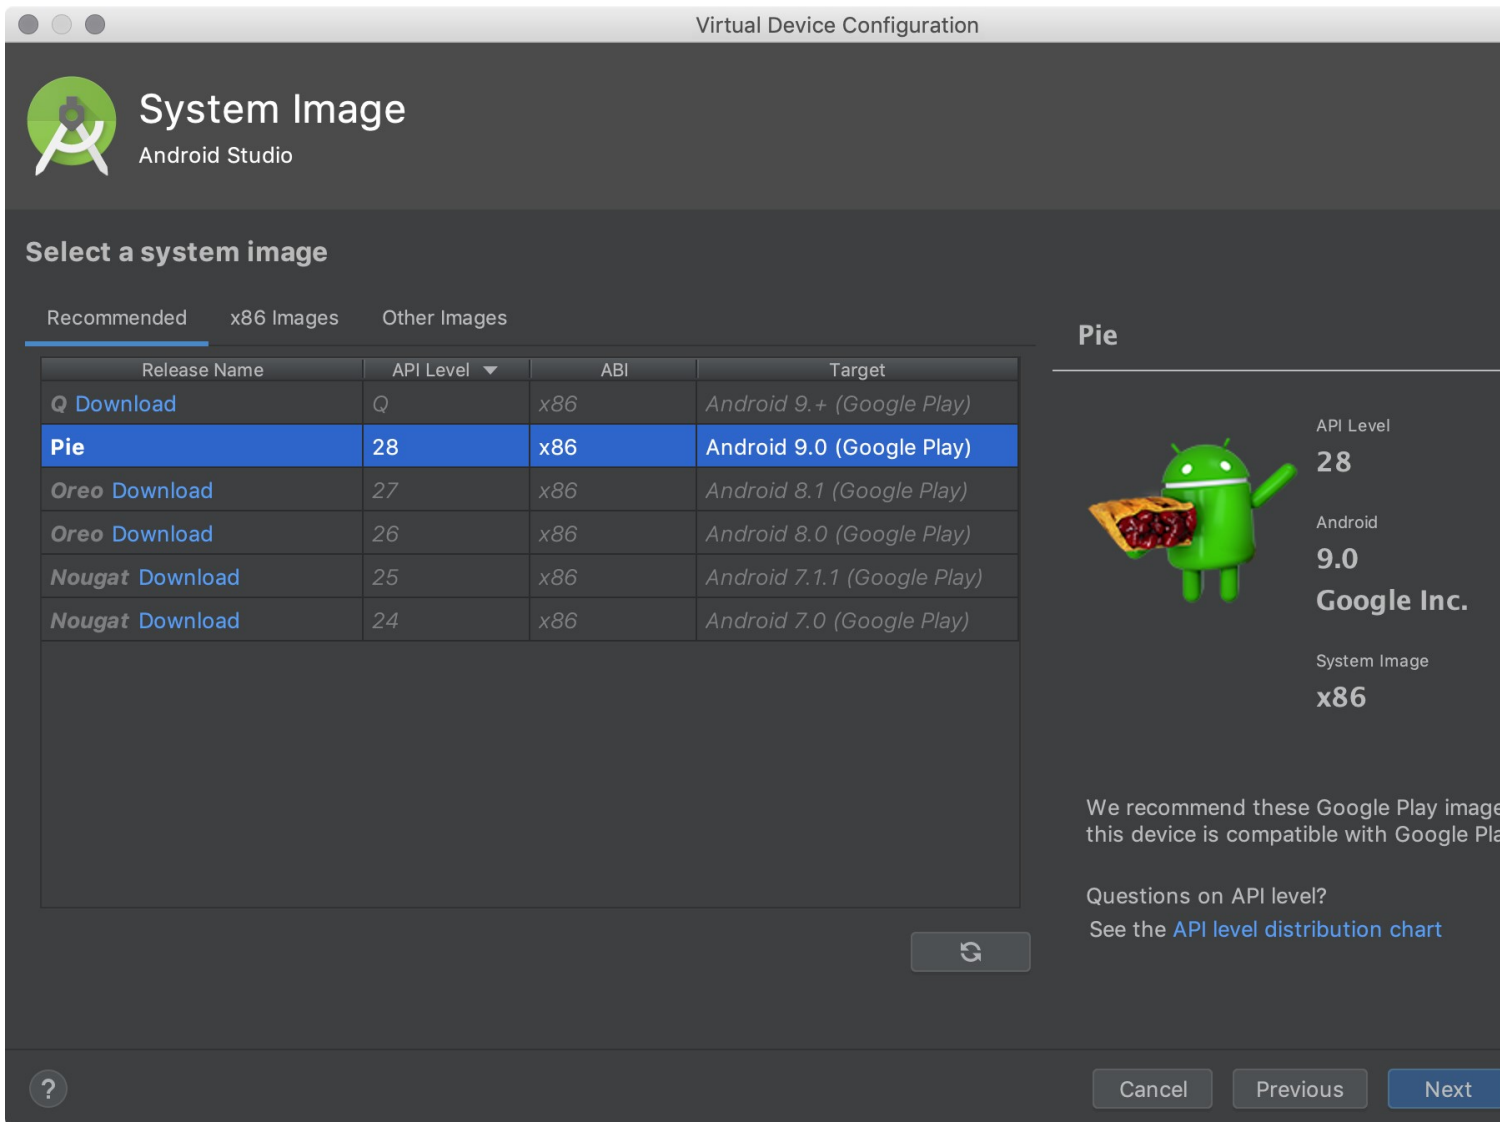 Virtual Device Configuration
System Image
Android Studio
Select a system image
Recommended x86 Images Other Images
Release Name API Level ABI Target
Q Download Q x86 Android 9.+ (Google Play)
Pie 28 x86 Android 9.0 (Google Play)
Oreo Download 27 x86 Android 8.1 (Google Play)
Oreo Download 26 x86 Android 8.0 (Google Play)
Nougat Download 25 x86 Android 7.1.1 (Google Play)
Nougat Download 24 x86 Android 7.0 (Google Play)
Pie
API Level
28
Android
9.0
Google Inc.
System Image
x86
We recommend these Google Play image
this device is compatible with Google Pla
Questions on API level?
See the API level distribution chart
?
Cancel Previous Next